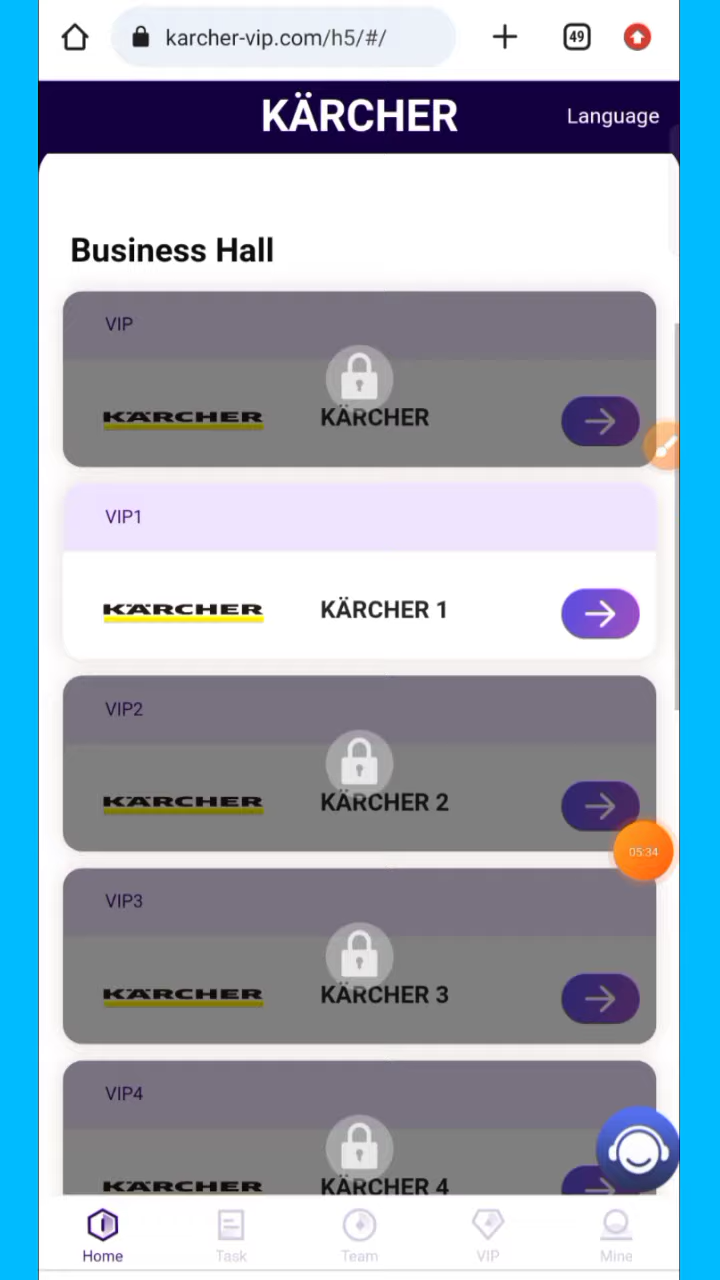 karcher-vip.com/h5/#/
49
KÄRCHER
Language
Business Hall
VIP
KÄRCHER
KÄRCHER
VIP1
KÄRCHER
KÄRCHER 1
VIP2
KÄRCHER
KÄRCHER 2
05:34
VIP3
KÄRCHER
KÄRCHER 3
VIP4
KÄRCHER
KÄRCHER 4
Home
Task
Team
VIP
Mine